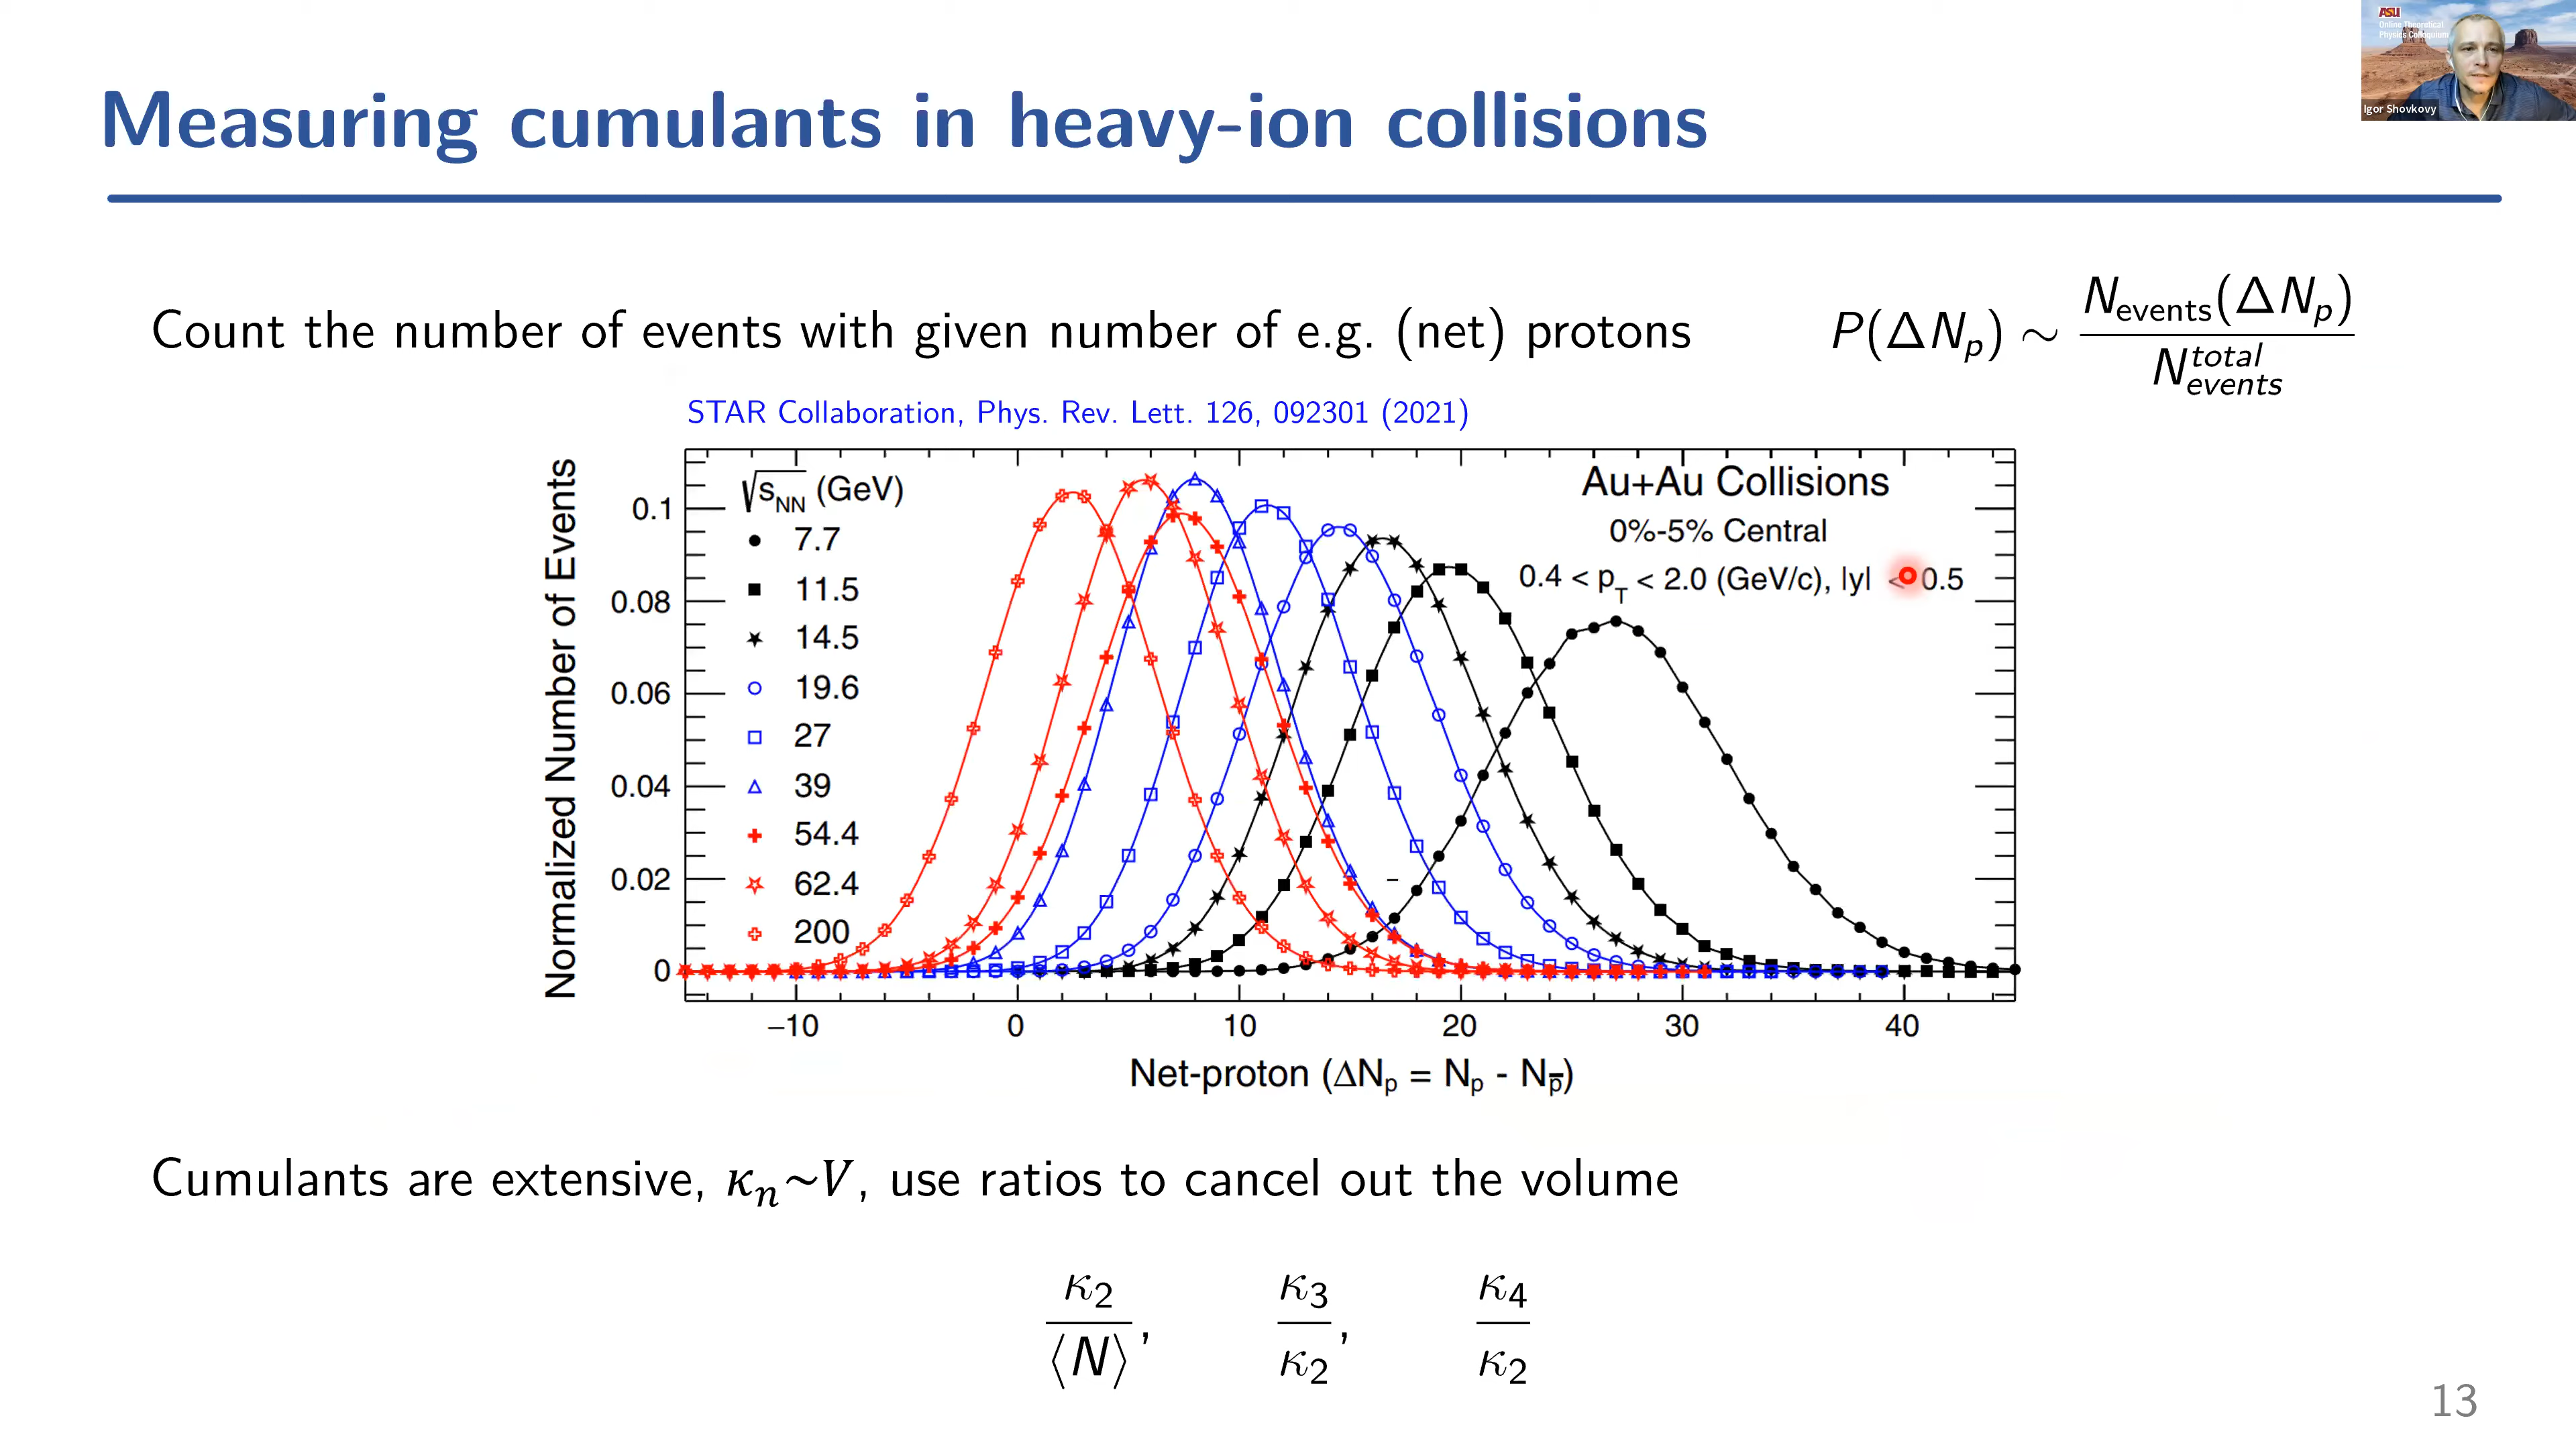 ASU
Online Theoretical
Physics Colloquium
Igor Shovkovy
Measuring cumulants in heavy-ion collisions
Count the number of events with given number of e.g. (net) protons
P(ΔN_p) ~ N_events(ΔN_p) / N_events^total
STAR Collaboration, Phys. Rev. Lett. 126, 092301 (2021)
Normalized Number of Events
0.1
0.08
0.06
0.04
0.02
0
√s_NN (GeV)
7.7
11.5
14.5
19.6
27
39
54.4
62.4
200
Au+Au Collisions
0%-5% Central
0.4 < p_T < 2.0 (GeV/c), |y| < 0.5
−10 0 10 20 30 40
Net-proton (ΔN_p = N_p - N_p̅)
Cumulants are extensive, κ_n~V, use ratios to cancel out the volume
κ_2/⟨N⟩, κ_3/κ_2, κ_4/κ_2
13